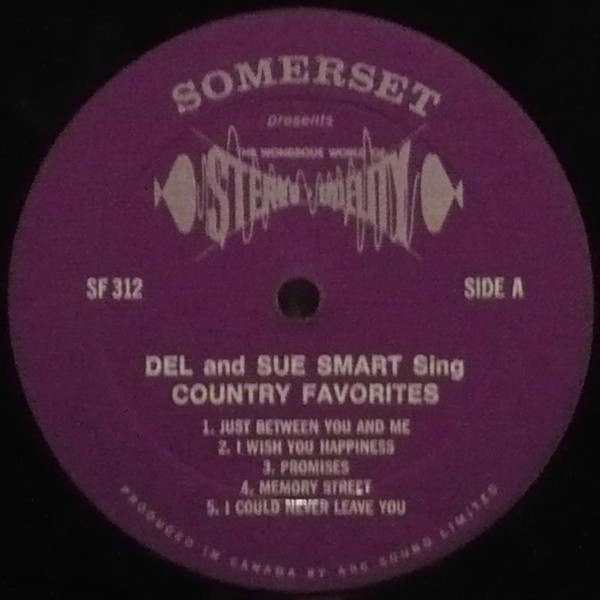 SOMERSET
presents
THE WONDROUS WORLD OF
STEREO FIDELITY
SF 312
SIDE A
DEL and SUE SMART Sing
COUNTRY FAVORITES
1. JUST BETWEEN YOU AND ME
2. I WISH YOU HAPPINESS
3. PROMISES
4. MEMORY STREET
5. I COULD NEVER LEAVE YOU
PRODUCED IN CANADA BY ARC SOUND LIMITED